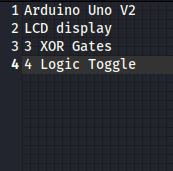 1 Arduino Uno V2
2 LCD display
3 3 XOR Gates
4 4 Logic Toggle